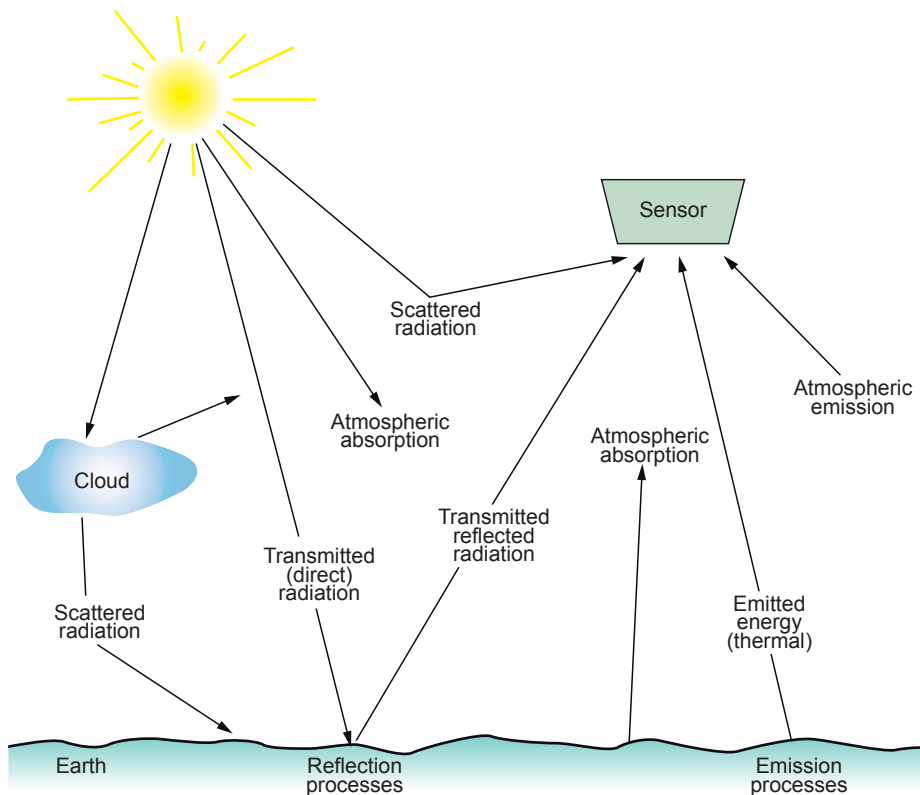 Sensor
Scattered
radiation
Atmospheric
emission
Atmospheric
absorption
Atmospheric
absorption
Cloud
Transmitted
reflected
radiation
Transmitted
(direct)
radiation
Scattered
radiation
Emitted
energy
(thermal)
Earth
Reflection
processes
Emission
processes